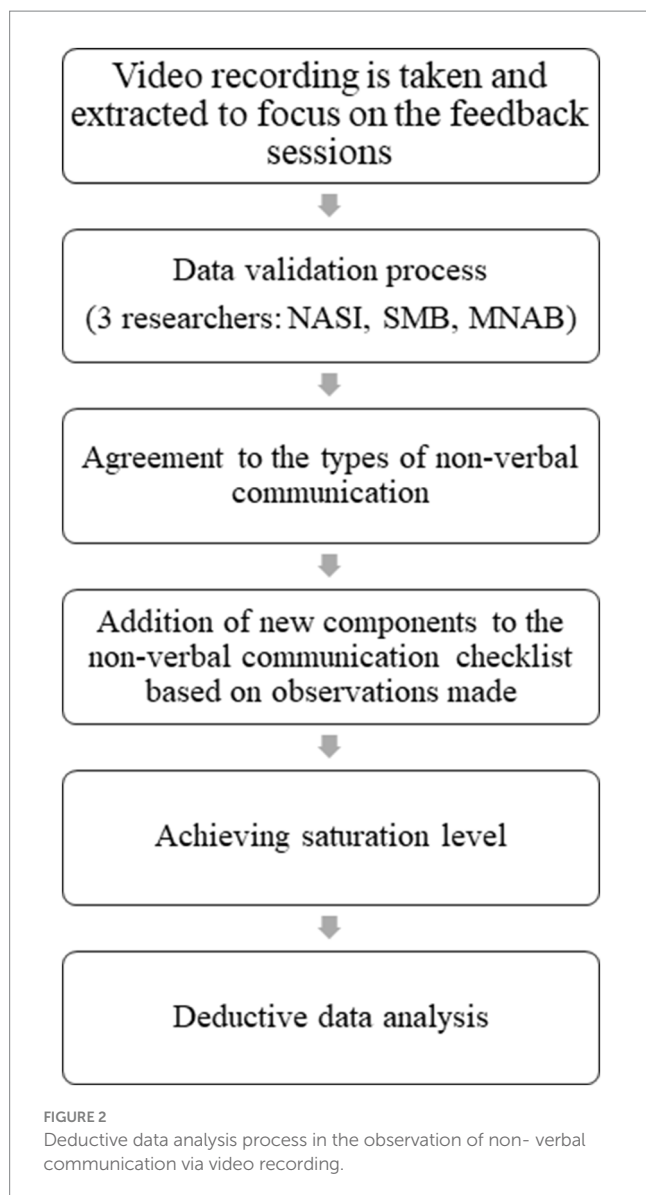 Video recording is taken and
extracted to focus on the feedback
sessions
Data validation process
(3 researchers: NASI, SMB, MNAB)
Agreement to the types of non-verbal
communication
Addition of new components to the
non-verbal communication checklist
based on observations made
Achieving saturation level
Deductive data analysis
FIGURE 2
Deductive data analysis process in the observation of non- verbal
communication via video recording.